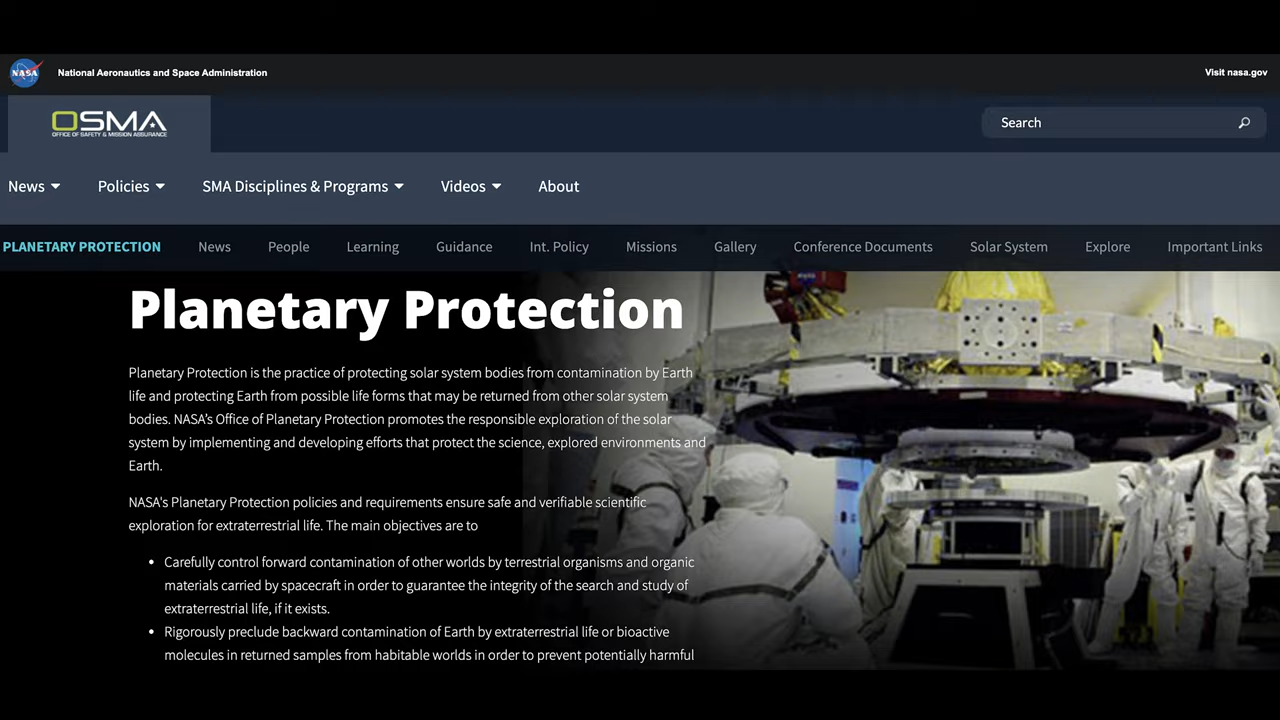 NASA
National Aeronautics and Space Administration
Visit nasa.gov
OSMA
OFFICE OF SAFETY & MISSION ASSURANCE
Search
News
Policies
SMA Disciplines & Programs
Videos
About
PLANETARY PROTECTION
News
People
Learning
Guidance
Int. Policy
Missions
Gallery
Conference Documents
Solar System
Explore
Important Links
Planetary Protection
Planetary Protection is the practice of protecting solar system bodies from contamination by Earth
life and protecting Earth from possible life forms that may be returned from other solar system
bodies. NASA's Office of Planetary Protection promotes the responsible exploration of the solar
system by implementing and developing efforts that protect the science, explored environments and
Earth.
NASA's Planetary Protection policies and requirements ensure safe and verifiable scientific
exploration for extraterrestrial life. The main objectives are to
• Carefully control forward contamination of other worlds by terrestrial organisms and organic
materials carried by spacecraft in order to guarantee the integrity of the search and study of
extraterrestrial life, if it exists.
• Rigorously preclude backward contamination of Earth by extraterrestrial life or bioactive
molecules in returned samples from habitable worlds in order to prevent potentially harmful